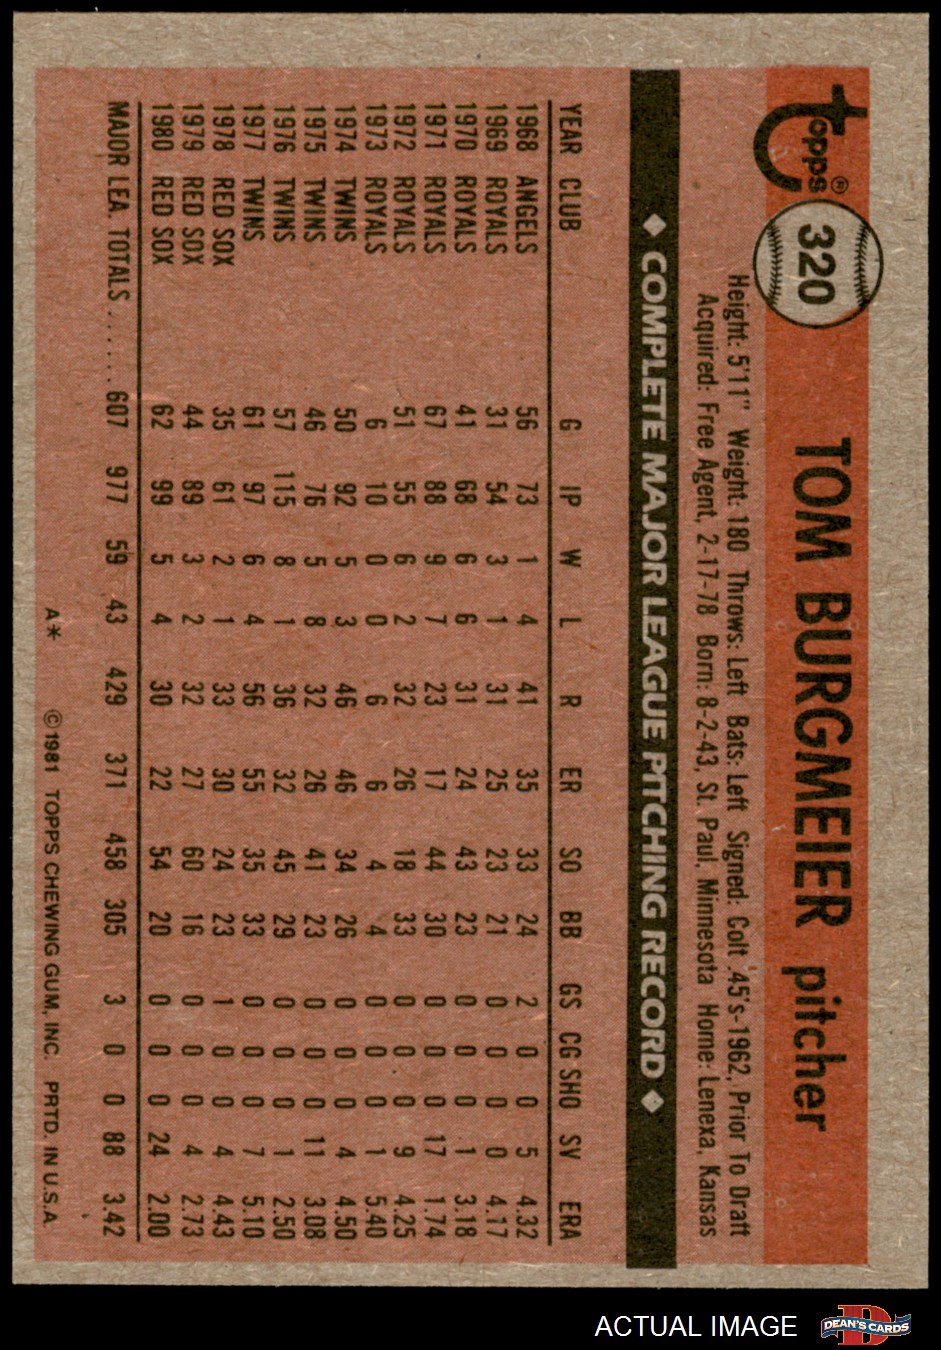 topps®
320
TOM BURGMEIER pitcher
Height: 5'11" Weight: 180 Throws: Left Bats: Left Signed: Colt .45's-1962, Prior To Draft
Acquired: Free Agent, 2-17-78 Born: 8-2-43, St. Paul, Minnesota Home: Lenexa, Kansas
◆ COMPLETE MAJOR LEAGUE PITCHING RECORD ◆
YEAR CLUB G IP W L R ER SO BB GS CG SHO SV ERA
1968 ANGELS 56 73 1 4 41 35 33 24 2 0 0 5 4.32
1969 ROYALS 31 54 3 1 31 25 23 21 0 0 0 0 4.17
1970 ROYALS 41 68 6 6 31 24 43 23 0 0 0 1 3.18
1971 ROYALS 67 88 9 7 23 17 44 30 0 0 0 17 1.74
1972 ROYALS 51 55 6 2 32 26 18 33 0 0 0 9 4.25
1973 ROYALS 6 10 0 0 6 6 4 4 0 0 0 1 5.40
1974 TWINS 50 92 5 3 46 46 34 26 0 0 0 4 4.50
1975 TWINS 46 76 5 8 32 26 41 23 0 0 0 11 3.08
1976 TWINS 57 115 8 1 36 32 45 29 0 0 0 1 2.50
1977 TWINS 61 97 6 4 56 55 35 33 0 0 0 7 5.10
1978 RED SOX 35 61 2 1 33 30 24 23 1 0 0 4 4.43
1979 RED SOX 44 89 3 2 32 27 60 16 0 0 0 4 2.73
1980 RED SOX 62 99 5 4 30 22 54 20 0 0 0 24 2.00
MAJOR LEA. TOTALS...... 607 977 59 43 429 371 458 305 3 0 0 88 3.42
A* ©1981 TOPPS CHEWING GUM, INC. PRTD. IN U.S.A.
ACTUAL IMAGE
DEAN'S CARDS